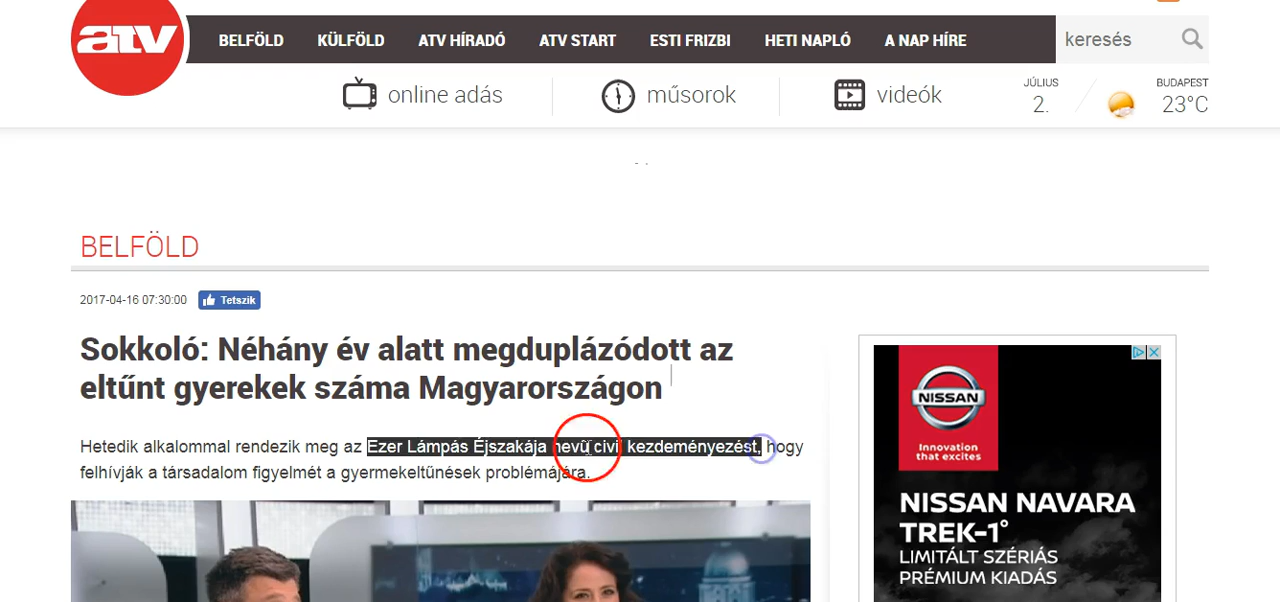 atv
BELFÖLD KÜLFÖLD ATV HÍRADÓ ATV START ESTI FRIZBI HETI NAPLÓ A NAP HÍRE keresés
online adás műsorok videók JÚLIUS 2. BUDAPEST 23°C
BELFÖLD
2017-04-16 07:30:00 Tetszik
Sokkoló: Néhány év alatt megduplázódott az
eltűnt gyerekek száma Magyarországon
Hetedik alkalommal rendezik meg az Ezer Lámpás Éjszakája nevű civil kezdeményezést, hogy
felhívják a társadalom figyelmét a gyermekeltűnések problémájára.
NISSAN
Innovation
that excites
NISSAN NAVARA
TREK-1°
LIMITÁLT SZÉRIÁS
PRÉMIUM KIADÁS